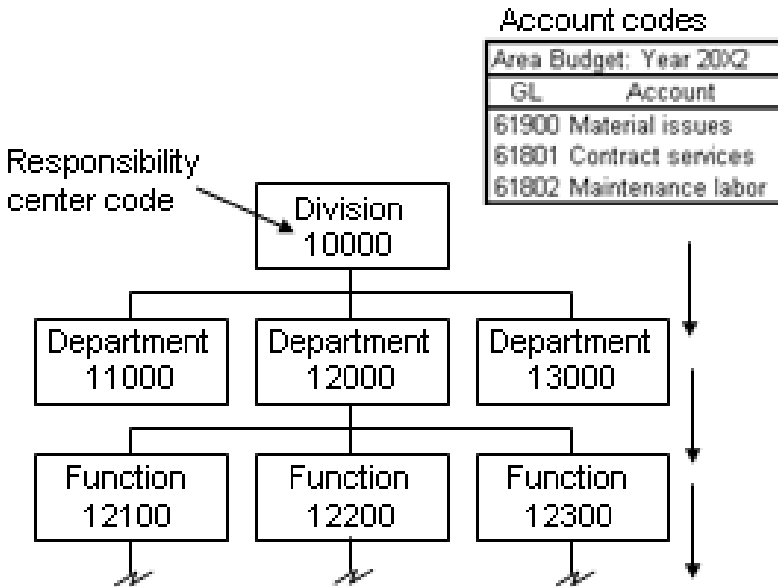 Account codes
Area Budget: Year 20X2
GL Account
61900 Material issues
61801 Contract services
61802 Maintenance labor
Responsibility
center code
Division
10000
Department
11000
Department
12000
Department
13000
Function
12100
Function
12200
Function
12300